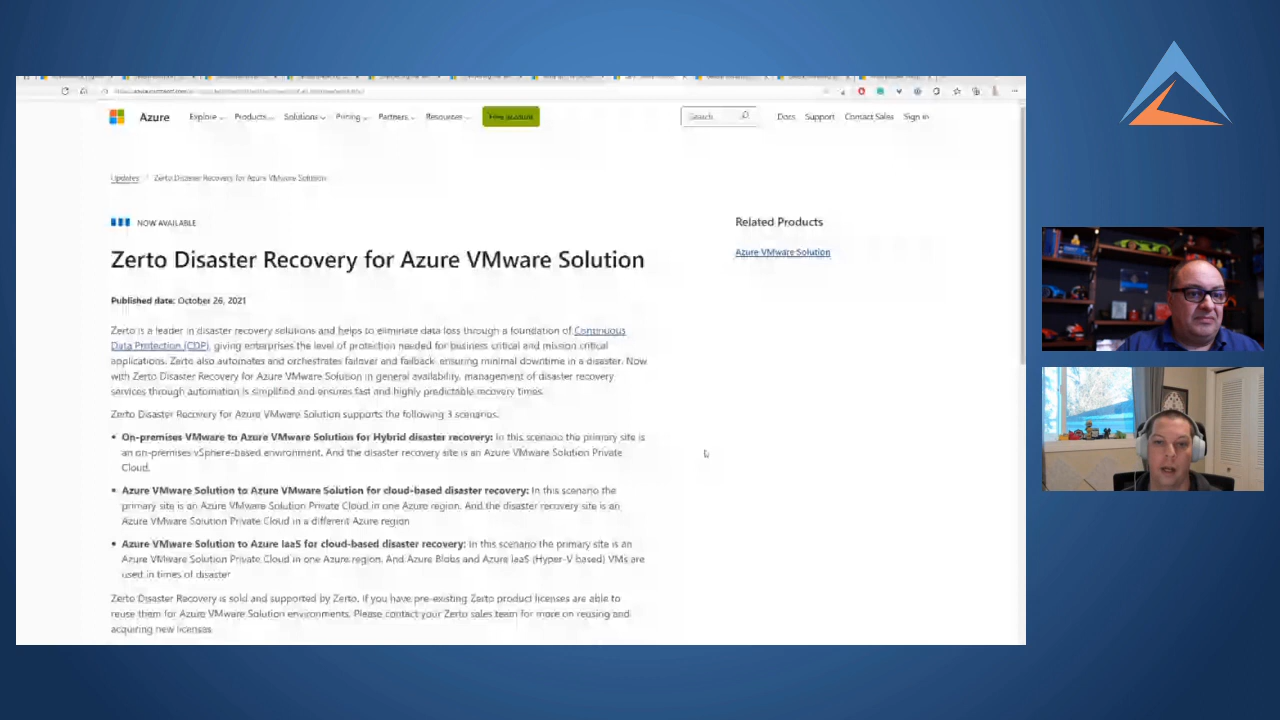 Azure
Explore
Products
Solutions
Pricing
Partners
Resources
Free account
Search
Docs
Support
Contact Sales
Sign in
Updates / Zerto Disaster Recovery for Azure VMware Solution
NOW AVAILABLE
Zerto Disaster Recovery for Azure VMware Solution
Published date: October 26, 2021
Zerto is a leader in disaster recovery solutions and helps to eliminate data loss through a foundation of Continuous
Data Protection (CDP), giving enterprises the level of protection needed for business critical and mission critical
applications. Zerto also automates and orchestrates failover and failback, ensuring minimal downtime in a disaster. Now
with Zerto Disaster Recovery for Azure VMware Solution in general availability, management of disaster recovery
services through automation is simplified and ensures fast and highly predictable recovery times.
Zerto Disaster Recovery for Azure VMware Solution supports the following 3 scenarios.
• On-premises VMware to Azure VMware Solution for Hybrid disaster recovery: In this scenario the primary site is
an on-premises vSphere-based environment. And the disaster recovery site is an Azure VMware Solution Private
Cloud.
• Azure VMware Solution to Azure VMware Solution for cloud-based disaster recovery: In this scenario the
primary site is an Azure VMware Solution Private Cloud in one Azure region. And the disaster recovery site is an
Azure VMware Solution Private Cloud in a different Azure region
• Azure VMware Solution to Azure IaaS for cloud-based disaster recovery: In this scenario the primary site is an
Azure VMware Solution Private Cloud in one Azure region. And Azure Blobs and Azure IaaS (Hyper-V based) VMs are
used in times of disaster
Zerto Disaster Recovery is sold and supported by Zerto. If you have pre-existing Zerto product licenses are able to
reuse them for Azure VMware Solution environments. Please contact your Zerto sales team for more on reusing and
acquiring new licenses.
Related Products
Azure VMware Solution